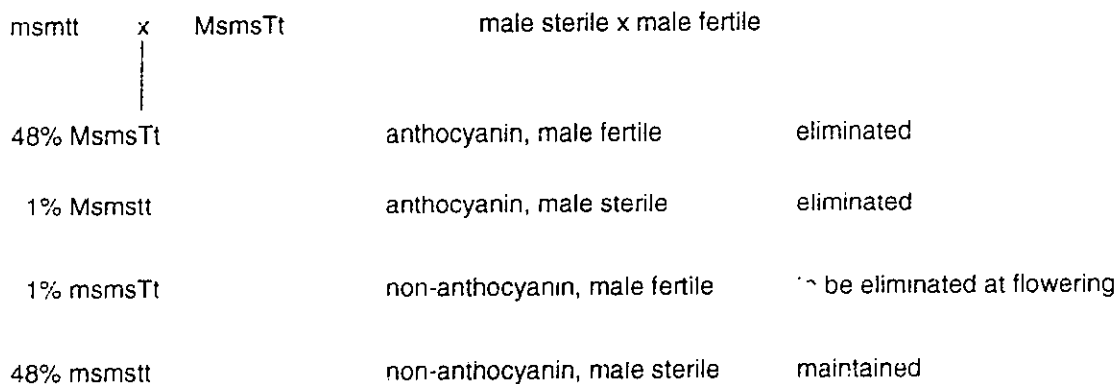 msmtt x MsmsTt male sterile x male fertile
48% MsmsTt anthocyanin, male fertile eliminated
1% Msmstt anthocyanin, male sterile eliminated
1% msmsTt non-anthocyanin, male fertile be eliminated at flowering
48% msmstt non-anthocyanin, male sterile maintained